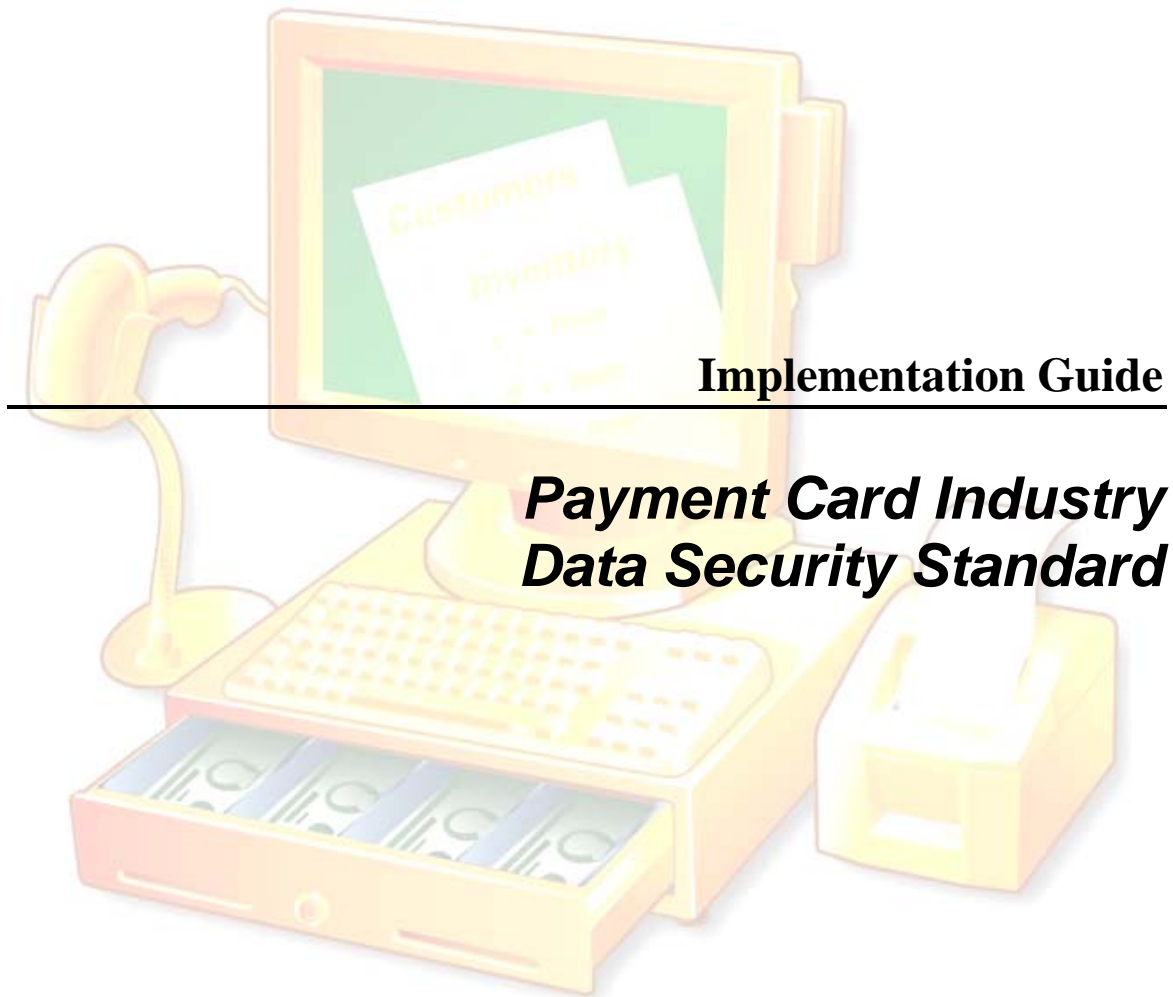 Customers
Inventory
Implementation Guide
Payment Card Industry
Data Security Standard